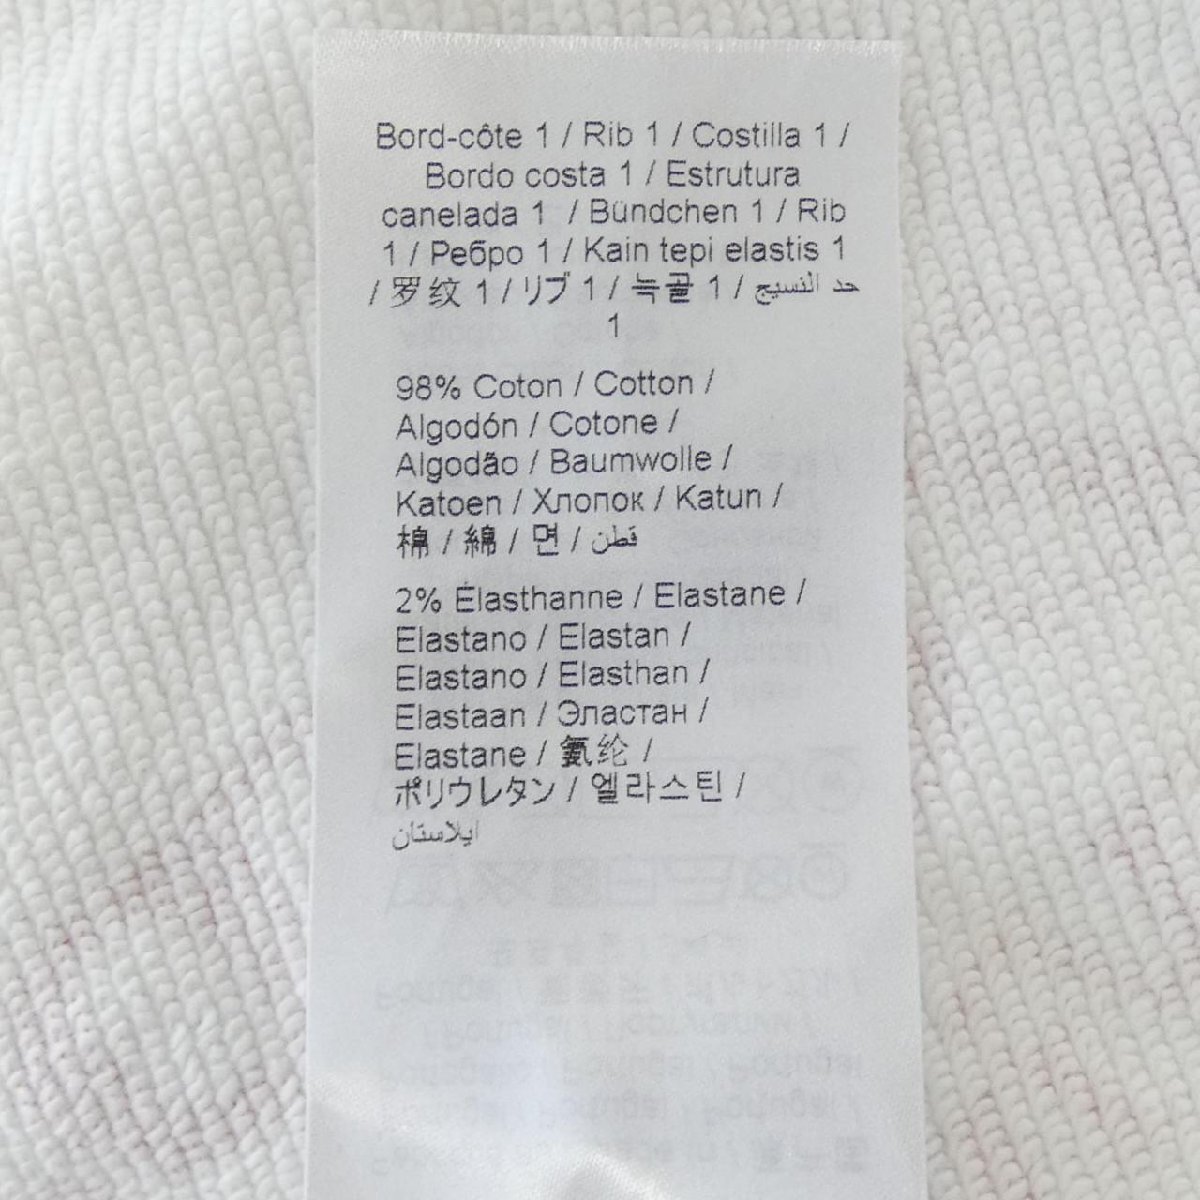 Bord-côte 1 / Rib 1 / Costilla 1 /
Bordo costa 1 / Estrutura
canelada 1 / Bündchen 1 / Rib
1 / Ребро 1 / Kain tepi elastis 1
/ 罗纹 1 / リブ 1 / 늑골 1 / حد النسيج
1
98% Coton / Cotton /
Algodón / Cotone /
Algodão / Baumwolle /
Katoen / Хлопок / Katun /
棉 / 綿 / 면 / قطن
2% Élasthanne / Elastane /
Elastano / Elastan /
Elastano / Elasthan /
Elastaan / Эластан /
Elastane / 氨纶 /
ポリウレタン / 엘라스틴 /
ايلاستان